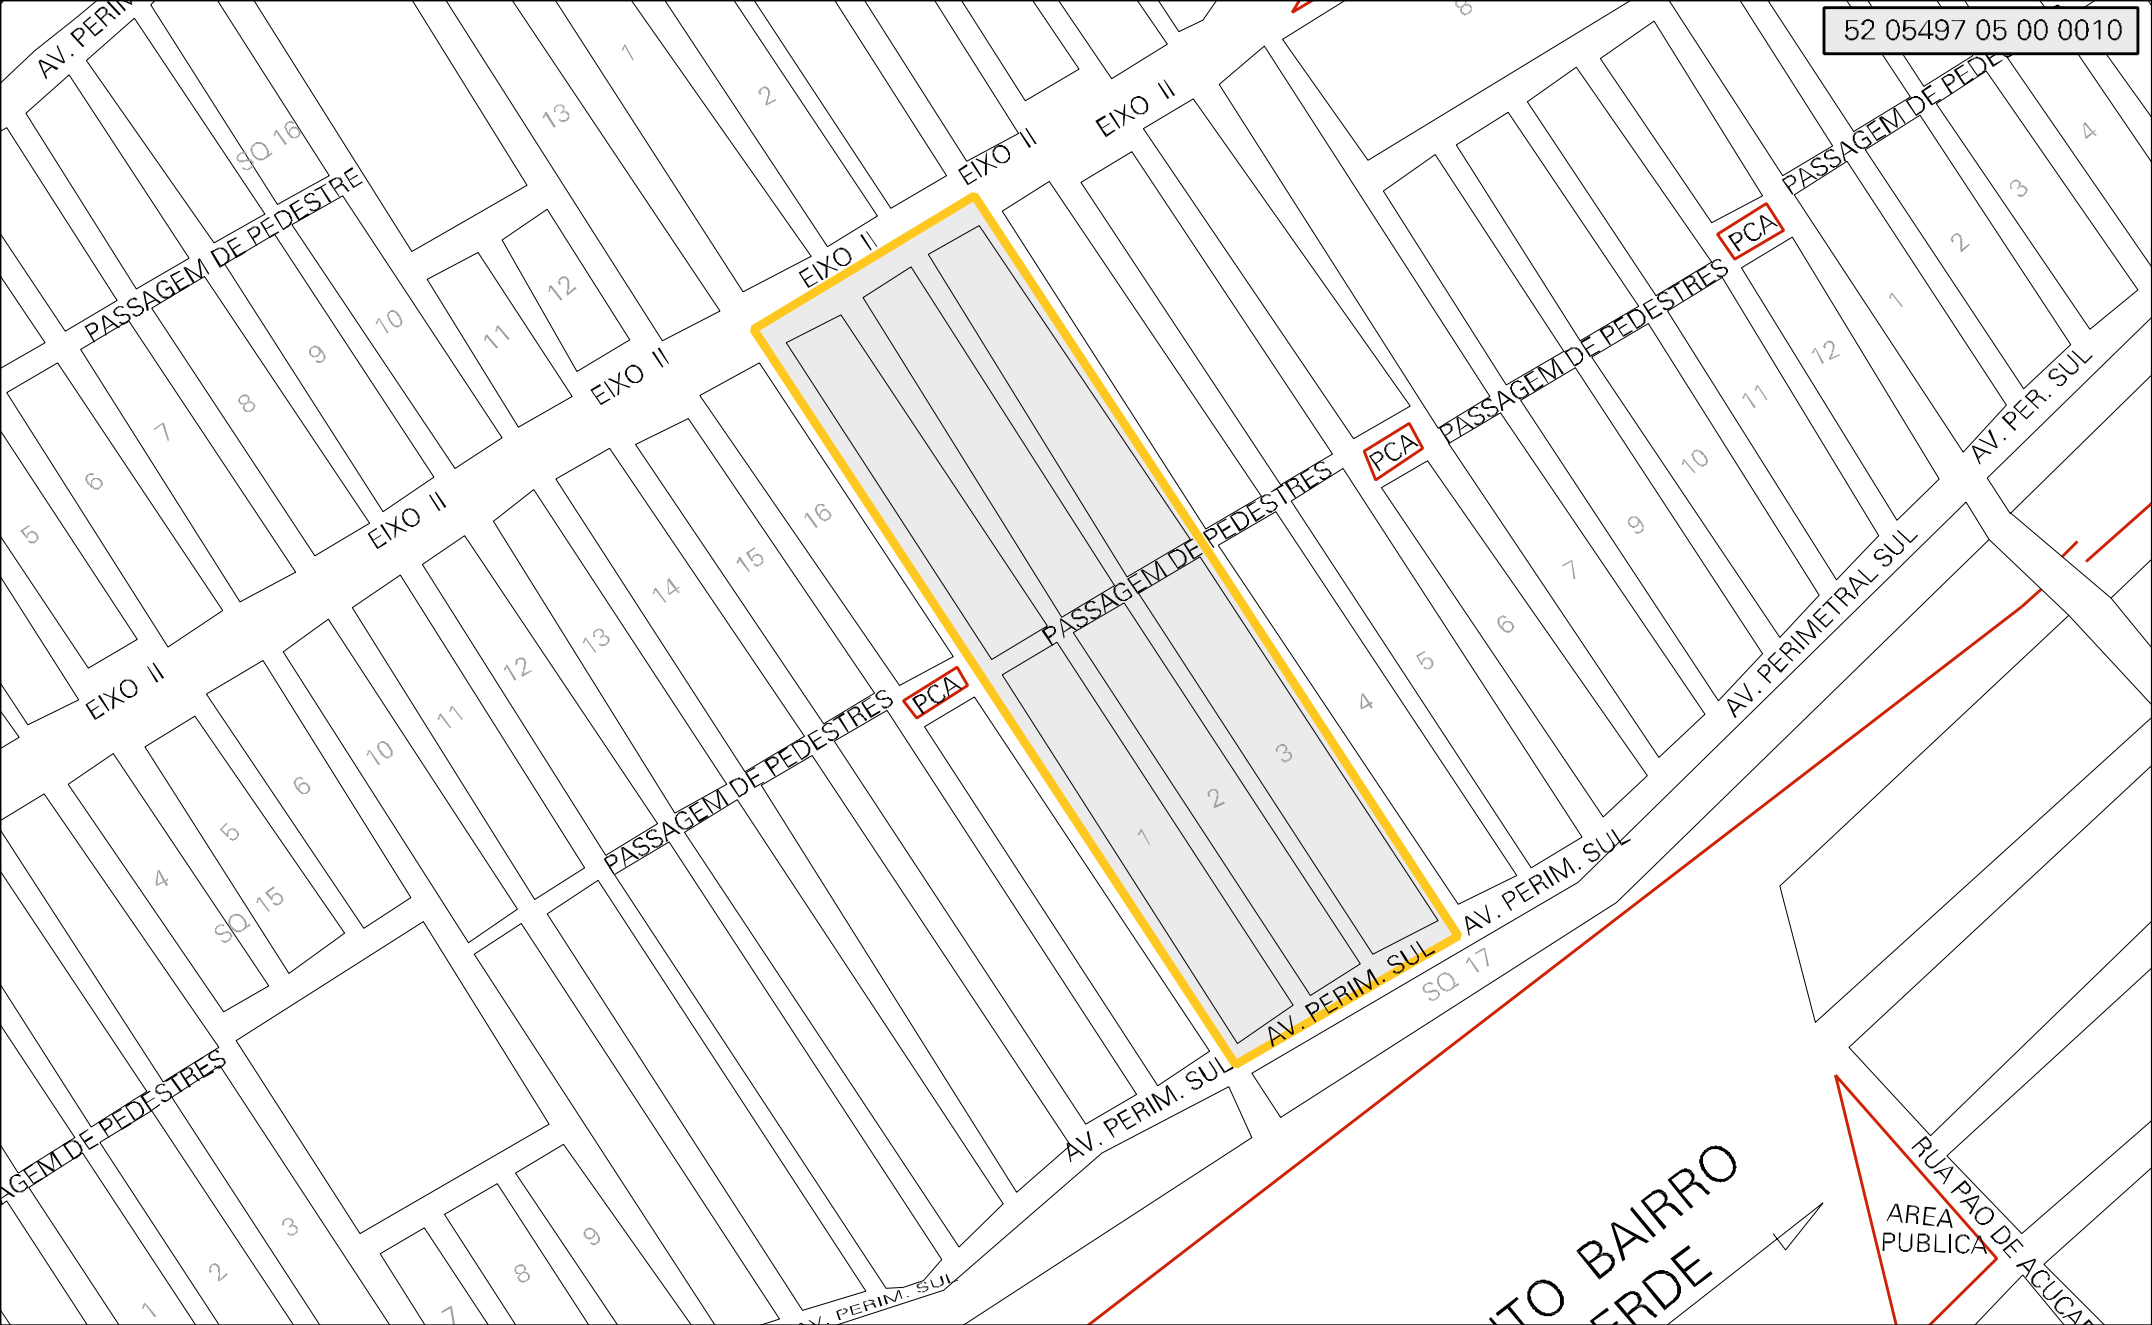 52 05497 05 00 0010
AV. PERIM
8
1
2
13
SQ 16
EIXO II
EIXO II
PASSAGEM DE PEDE
4
3
2
1
PASSAGEM DE PEDESTRE
EIXO II
PCA
12
11
10
9
8
7
6
5
EIXO II
PASSAGEM DE PEDESTRES
12
11
10
9
7
6
5
4
AV. PER. SUL
PCA
EIXO II
16
15
14
13
12
11
10
6
5
4
SQ 15
PASSAGEM DE PEDESTRES
AV. PERIMETRAL SUL
EIXO II
PASSAGEM DE PEDESTRES
PCA
1
2
3
AV. PERIM. SUL
AV. PERIM. SUL
SQ 17
AV. PERIM. SUL
AGEM DE PEDESTRES
1
2
3
7
8
9
AV. PERIM. SUL
NTO BAIRRO
ERDE
AREA
PUBLICA
RUA PAO DE ACUCAR